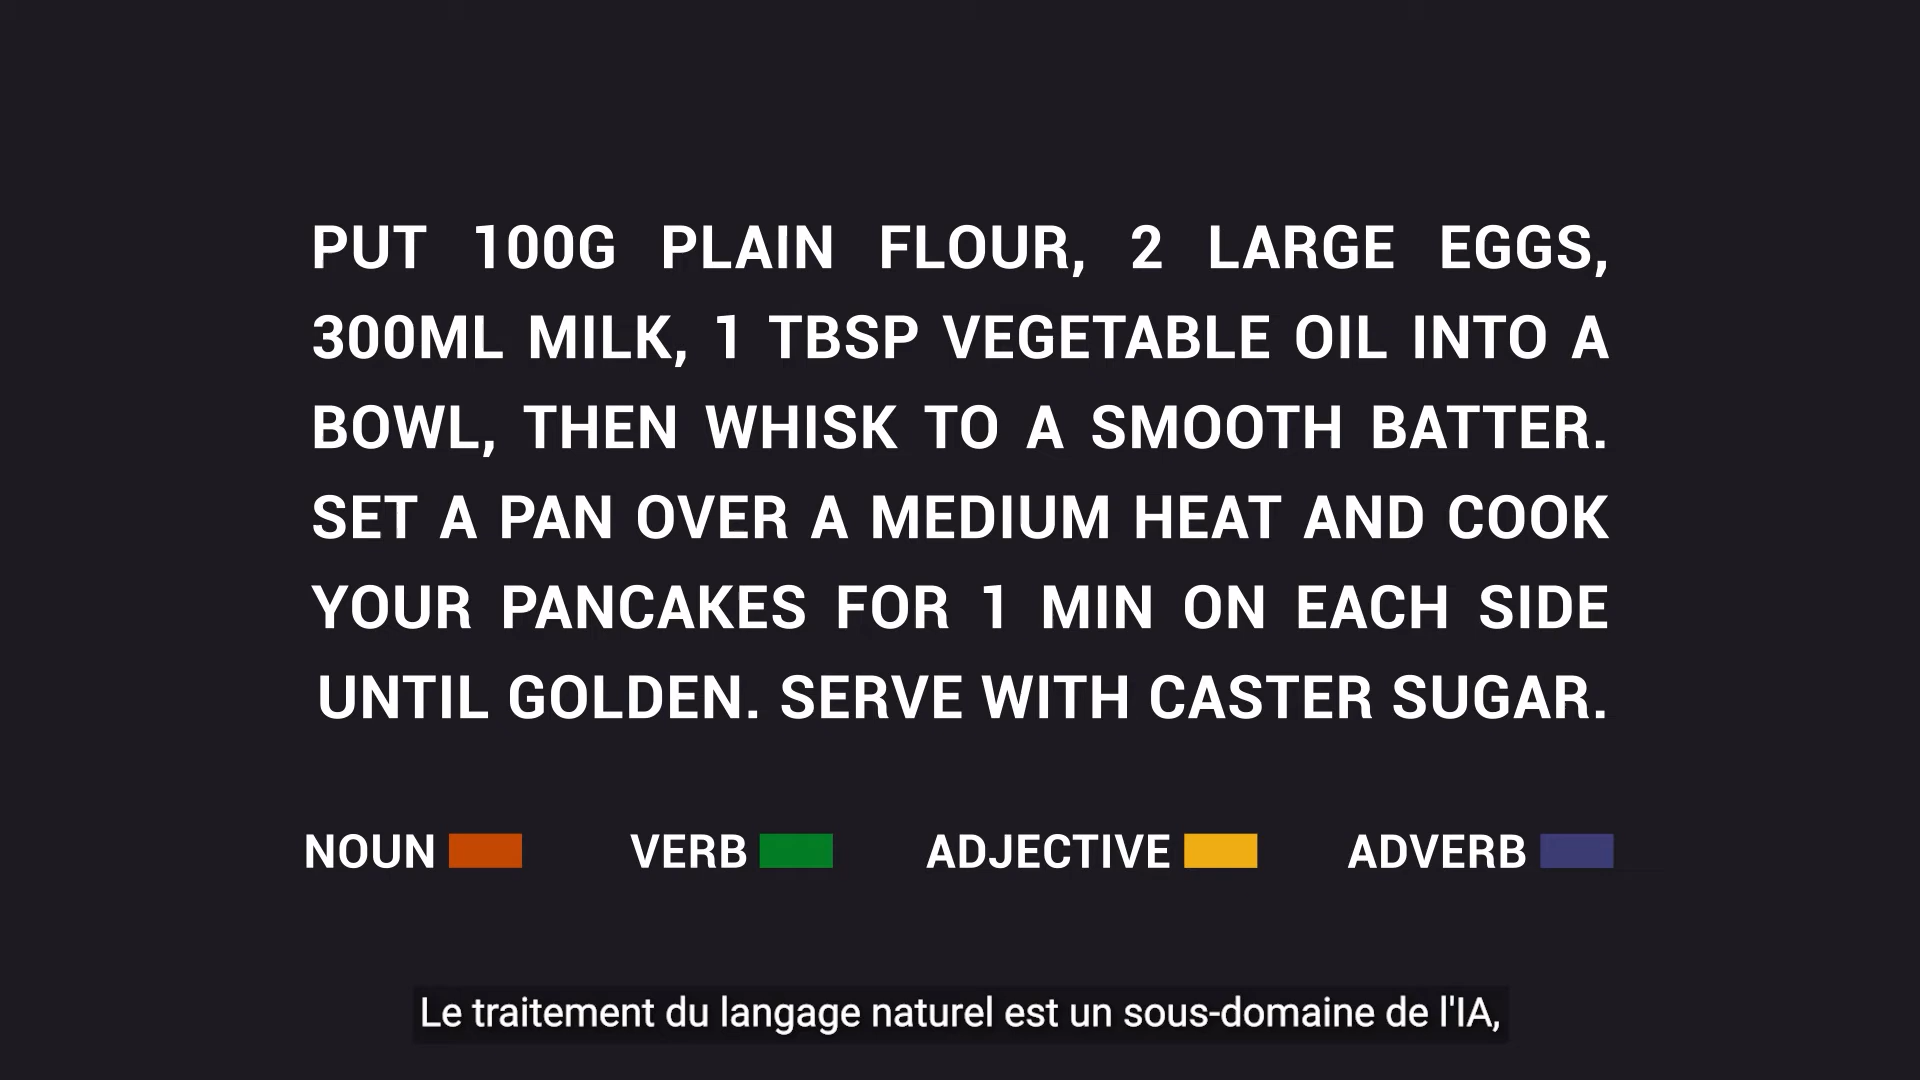 PUT 100G PLAIN FLOUR, 2 LARGE EGGS,
300ML MILK, 1 TBSP VEGETABLE OIL INTO A
BOWL, THEN WHISK TO A SMOOTH BATTER.
SET A PAN OVER A MEDIUM HEAT AND COOK
YOUR PANCAKES FOR 1 MIN ON EACH SIDE
UNTIL GOLDEN. SERVE WITH CASTER SUGAR.
NOUN VERB ADJECTIVE ADVERB
Le traitement du langage naturel est un sous-domaine de l'IA,